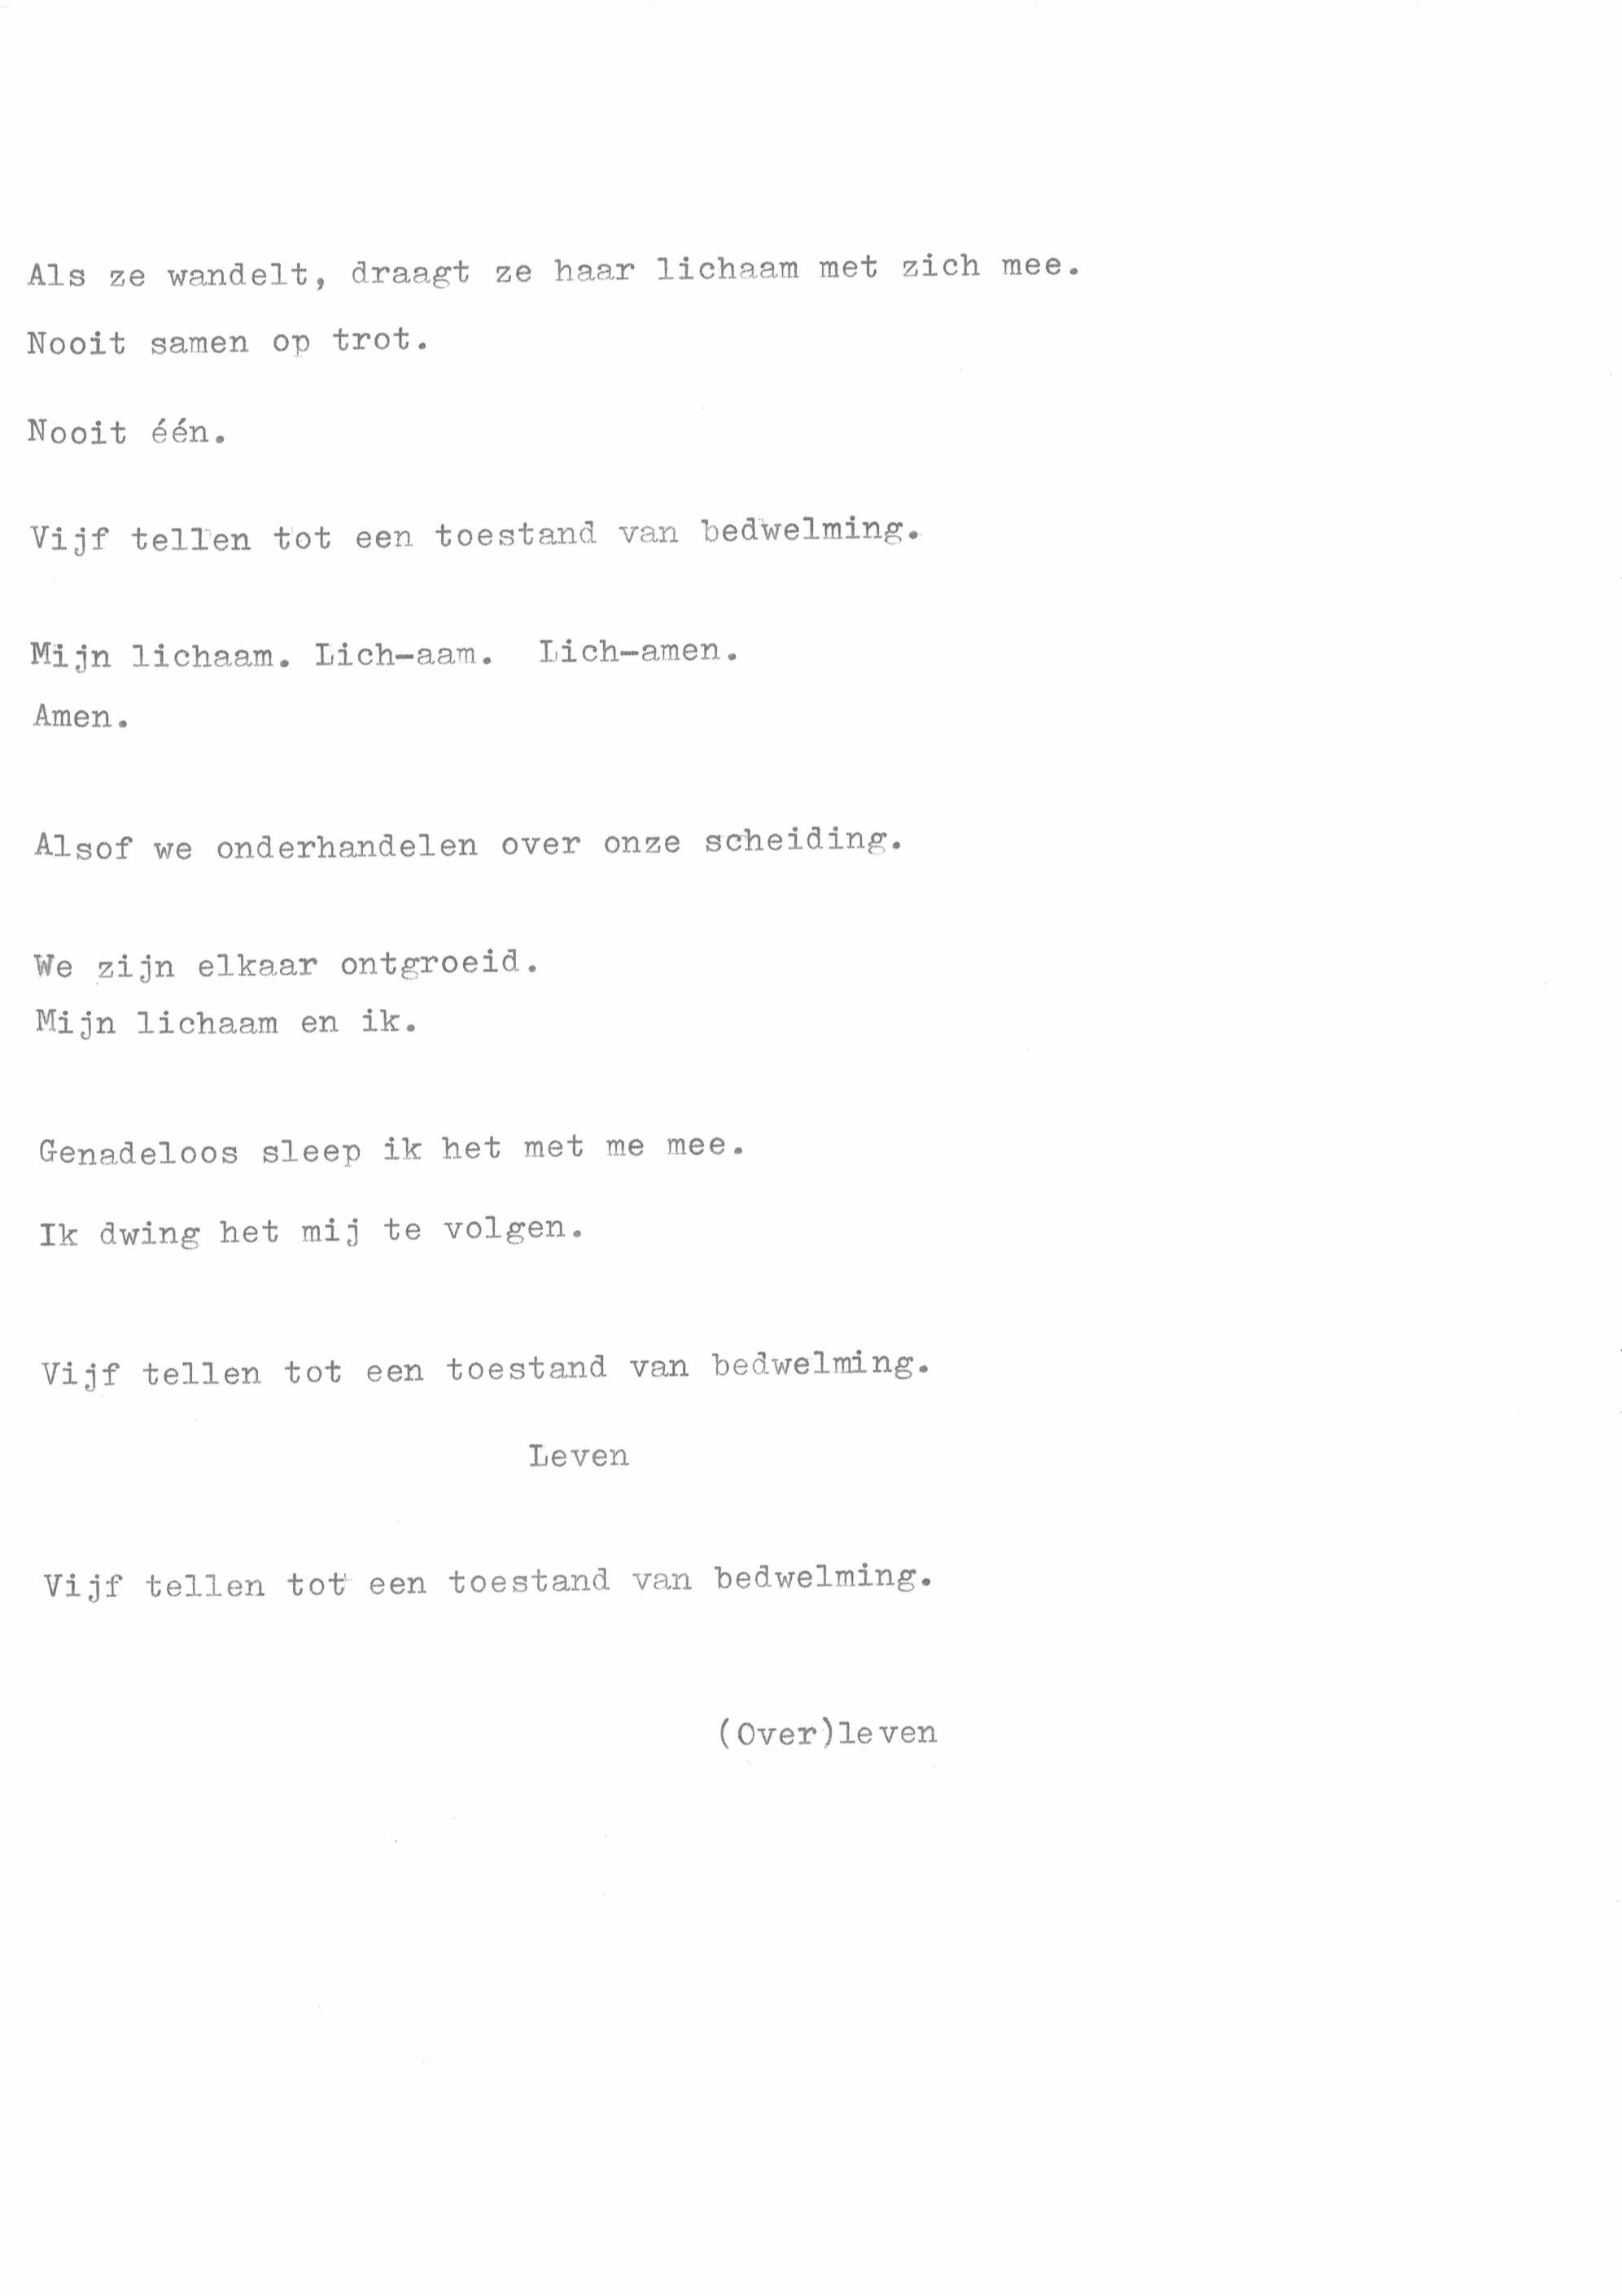 Als ze wandelt, draagt ze haar lichaam met zich mee.
Nooit samen op trot.
Nooit één.
Vijf tellen tot een toestand van bedwelming.
Mijn lichaam. Lich-aam. Lich-amen.
Amen.
Alsof we onderhandelen over onze scheiding.
We zijn elkaar ontgroeid.
Mijn lichaam en ik.
Genadeloos sleep ik het met me mee.
Ik dwing het mij te volgen.
Vijf tellen tot een toestand van bedwelming.
Leven
Vijf tellen tot een toestand van bedwelming.
(Over)leven